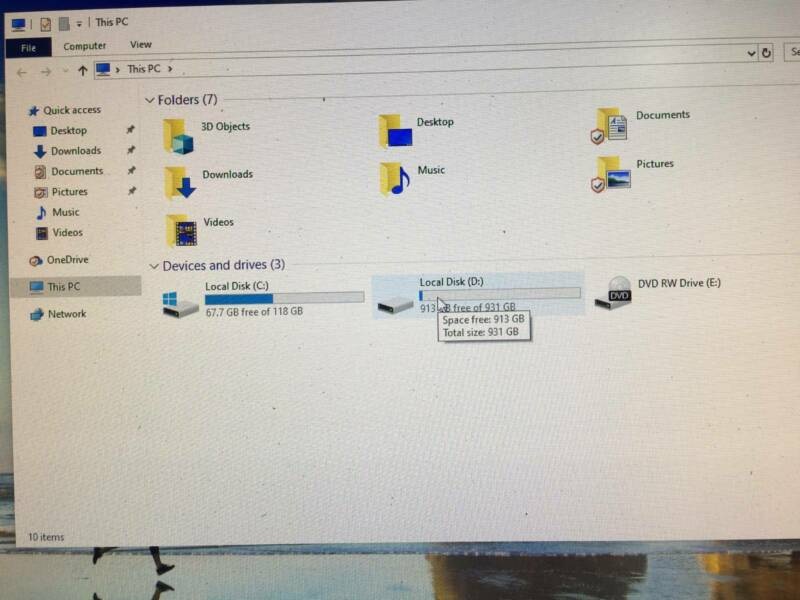 This PC
File
Computer
View
This PC
Se
Quick access
Desktop
Downloads
Documents
Pictures
Music
Videos
OneDrive
This PC
Network
Folders (7)
3D Objects
Desktop
Documents
Downloads
Music
Pictures
Videos
Devices and drives (3)
Local Disk (C:)
67.7 GB free of 118 GB
Local Disk (D:)
913 GB free of 931 GB
Space free: 913 GB
Total size: 931 GB
DVD RW Drive (E:)
DVD
10 items